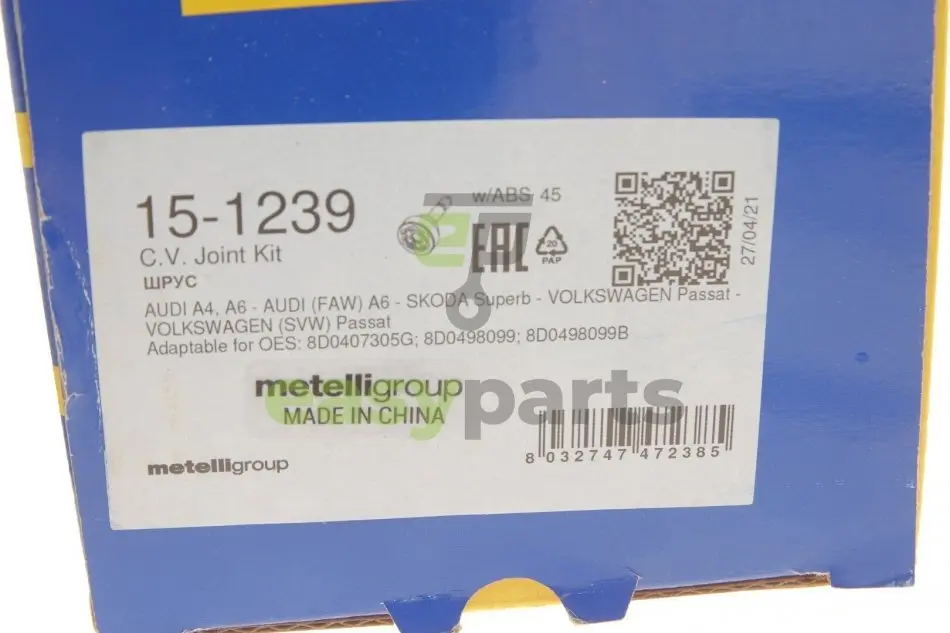 15-1239
w/ABS 45
C.V. Joint Kit
EAC
20
PAP
27/04/21
ШРУС
AUDI A4, A6 - AUDI (FAW) A6 - SKODA Superb - VOLKSWAGEN Passat -
VOLKSWAGEN (SVW) Passat
Adaptable for OES: 8D0407305G; 8D0498099; 8D0498099B
metelligroup
MADE IN CHINA
easyparts
metelligroup
8 032747 472385